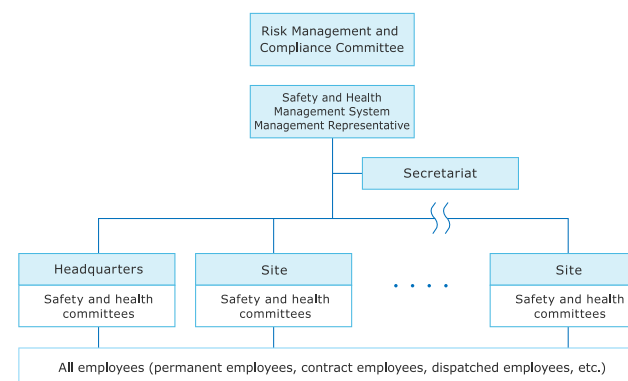 Risk Management and
Compliance Committee
Safety and Health
Management System
Management Representative
Secretariat
Headquarters
Safety and health
committees
Site
Safety and health
committees
. . . .
Site
Safety and health
committees
All employees (permanent employees, contract employees, dispatched employees, etc.)